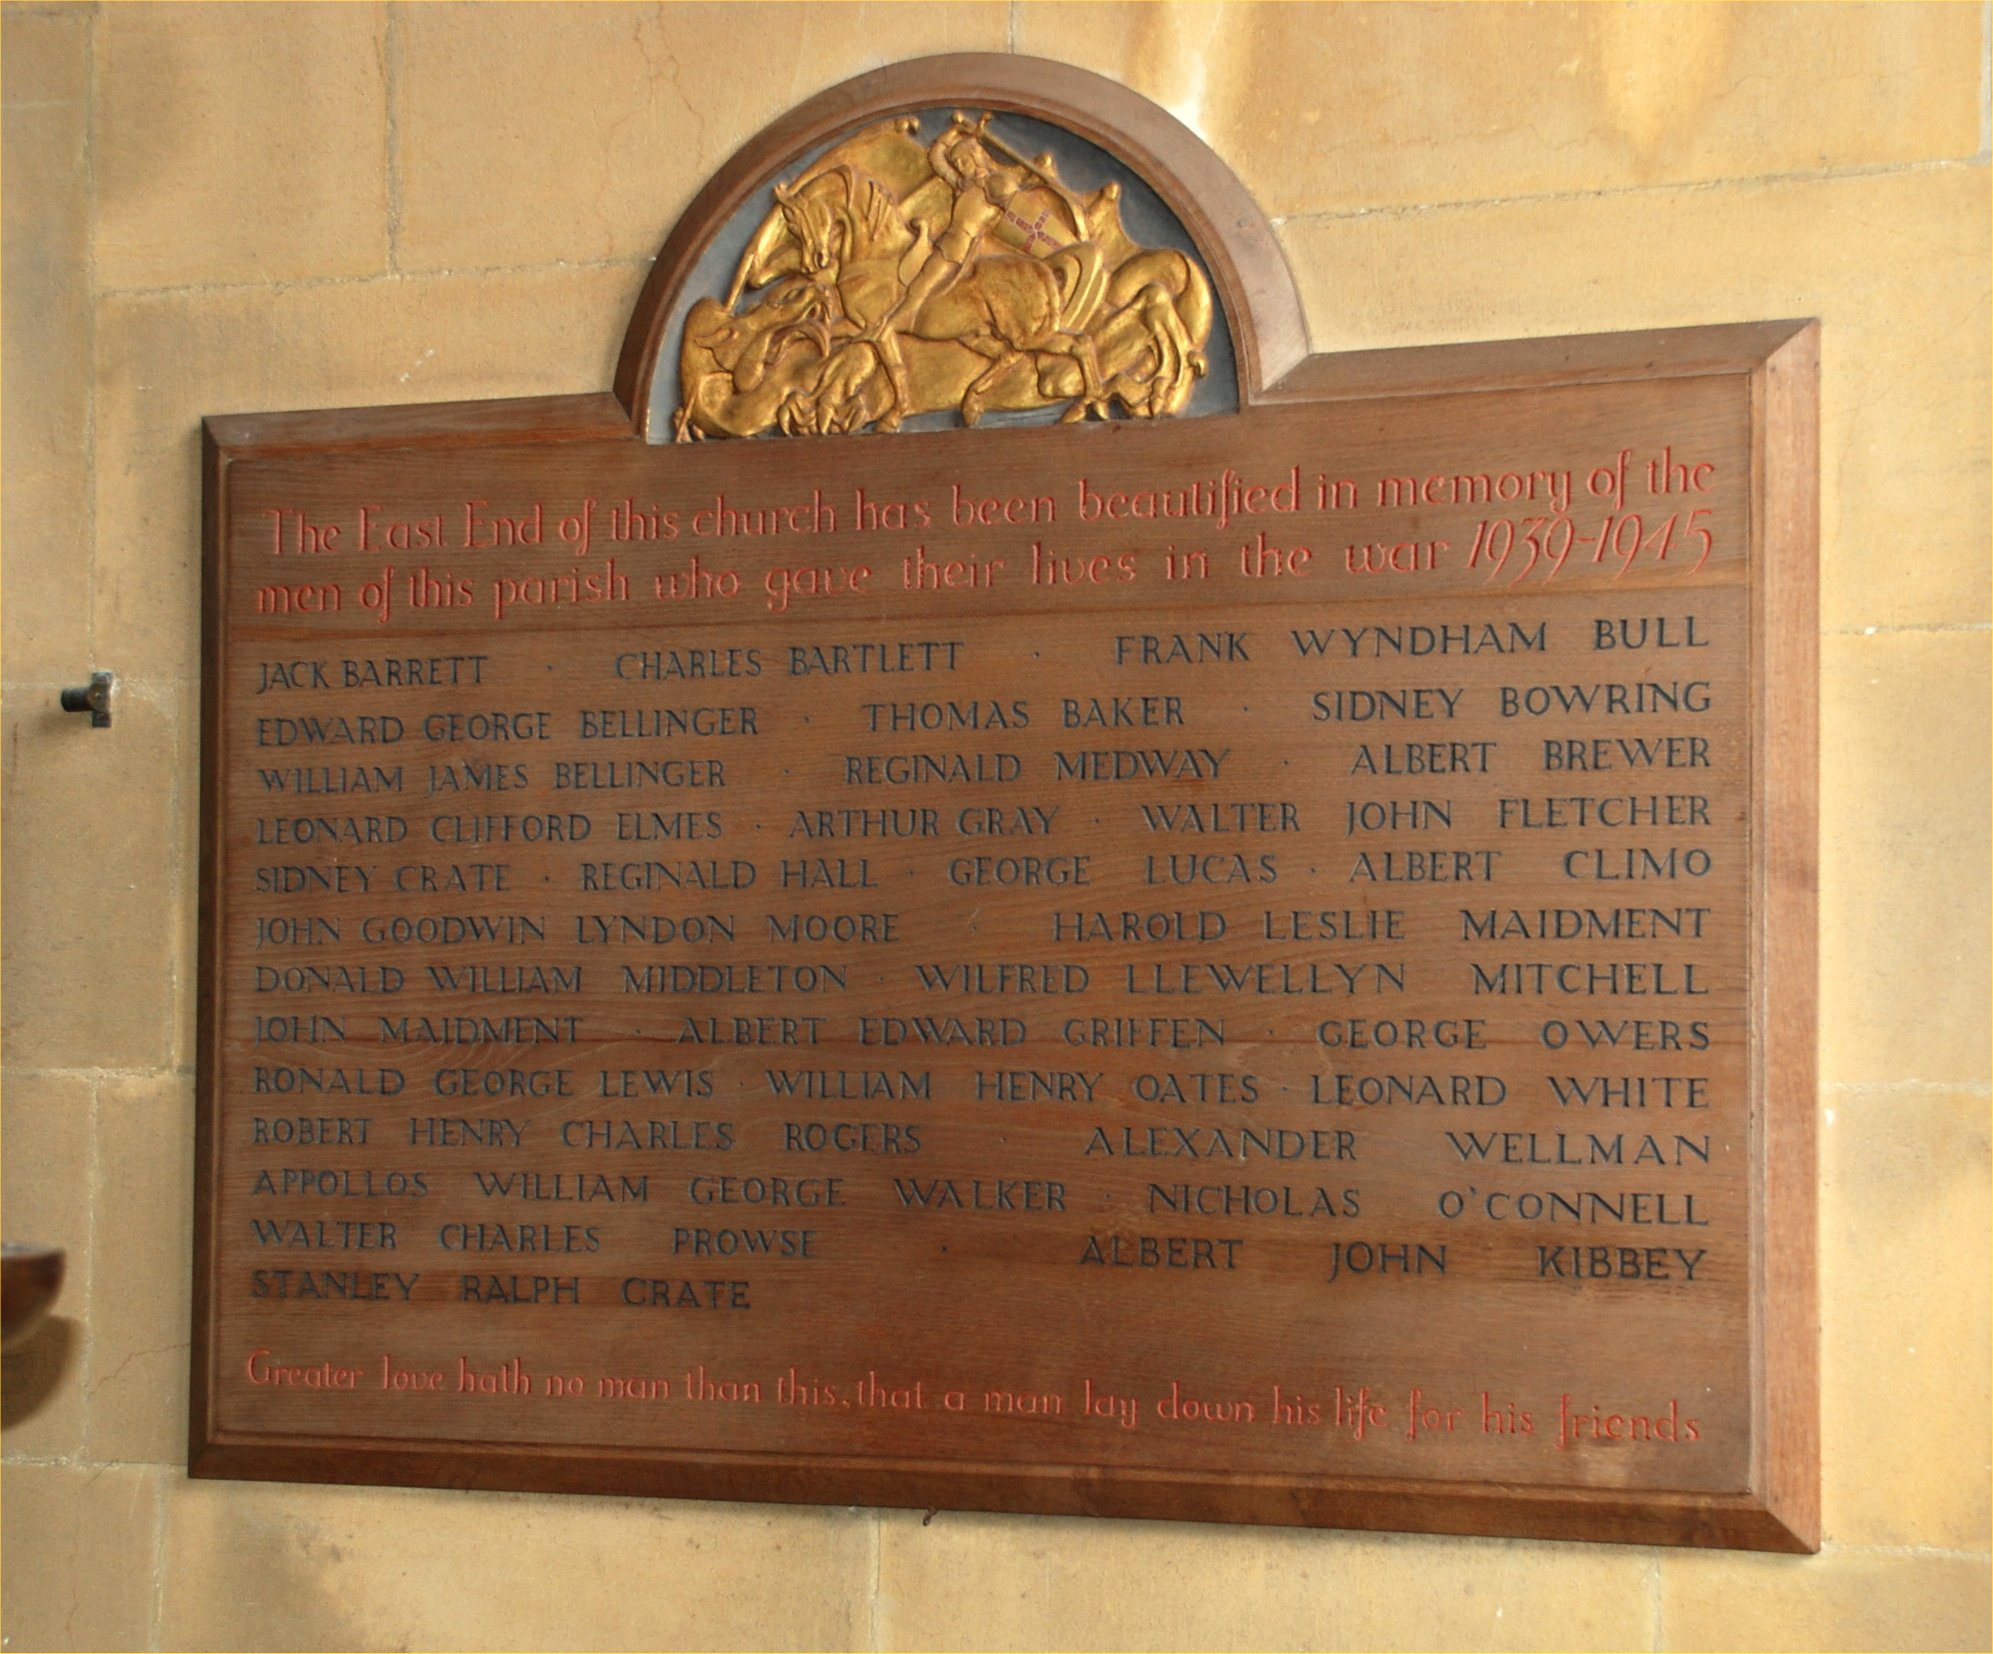 The East End of this church has been beautified in memory of the
men of this parish who gave their lives in the war 1939-1945
JACK BARRETT · CHARLES BARTLETT · FRANK WYNDHAM BULL
EDWARD GEORGE BELLINGER · THOMAS BAKER · SIDNEY BOWRING
WILLIAM JAMES BELLINGER · REGINALD MEDWAY · ALBERT BREWER
LEONARD CLIFFORD ELMES · ARTHUR GRAY · WALTER JOHN FLETCHER
SIDNEY CRATE · REGINALD HALL · GEORGE LUCAS · ALBERT CLIMO
JOHN GOODWIN LYNDON MOORE · HAROLD LESLIE MAIDMENT
DONALD WILLIAM MIDDLETON · WILFRED LLEWELLYN MITCHELL
JOHN MAIDMENT · ALBERT EDWARD GRIFFEN · GEORGE OWERS
RONALD GEORGE LEWIS · WILLIAM HENRY OATES · LEONARD WHITE
ROBERT HENRY CHARLES ROGERS · ALEXANDER WELLMAN
APPOLLOS WILLIAM GEORGE WALKER · NICHOLAS O'CONNELL
WALTER CHARLES PROWSE · ALBERT JOHN KIBBEY
STANLEY RALPH CRATE
Greater love hath no man than this, that a man lay down his life for his friends